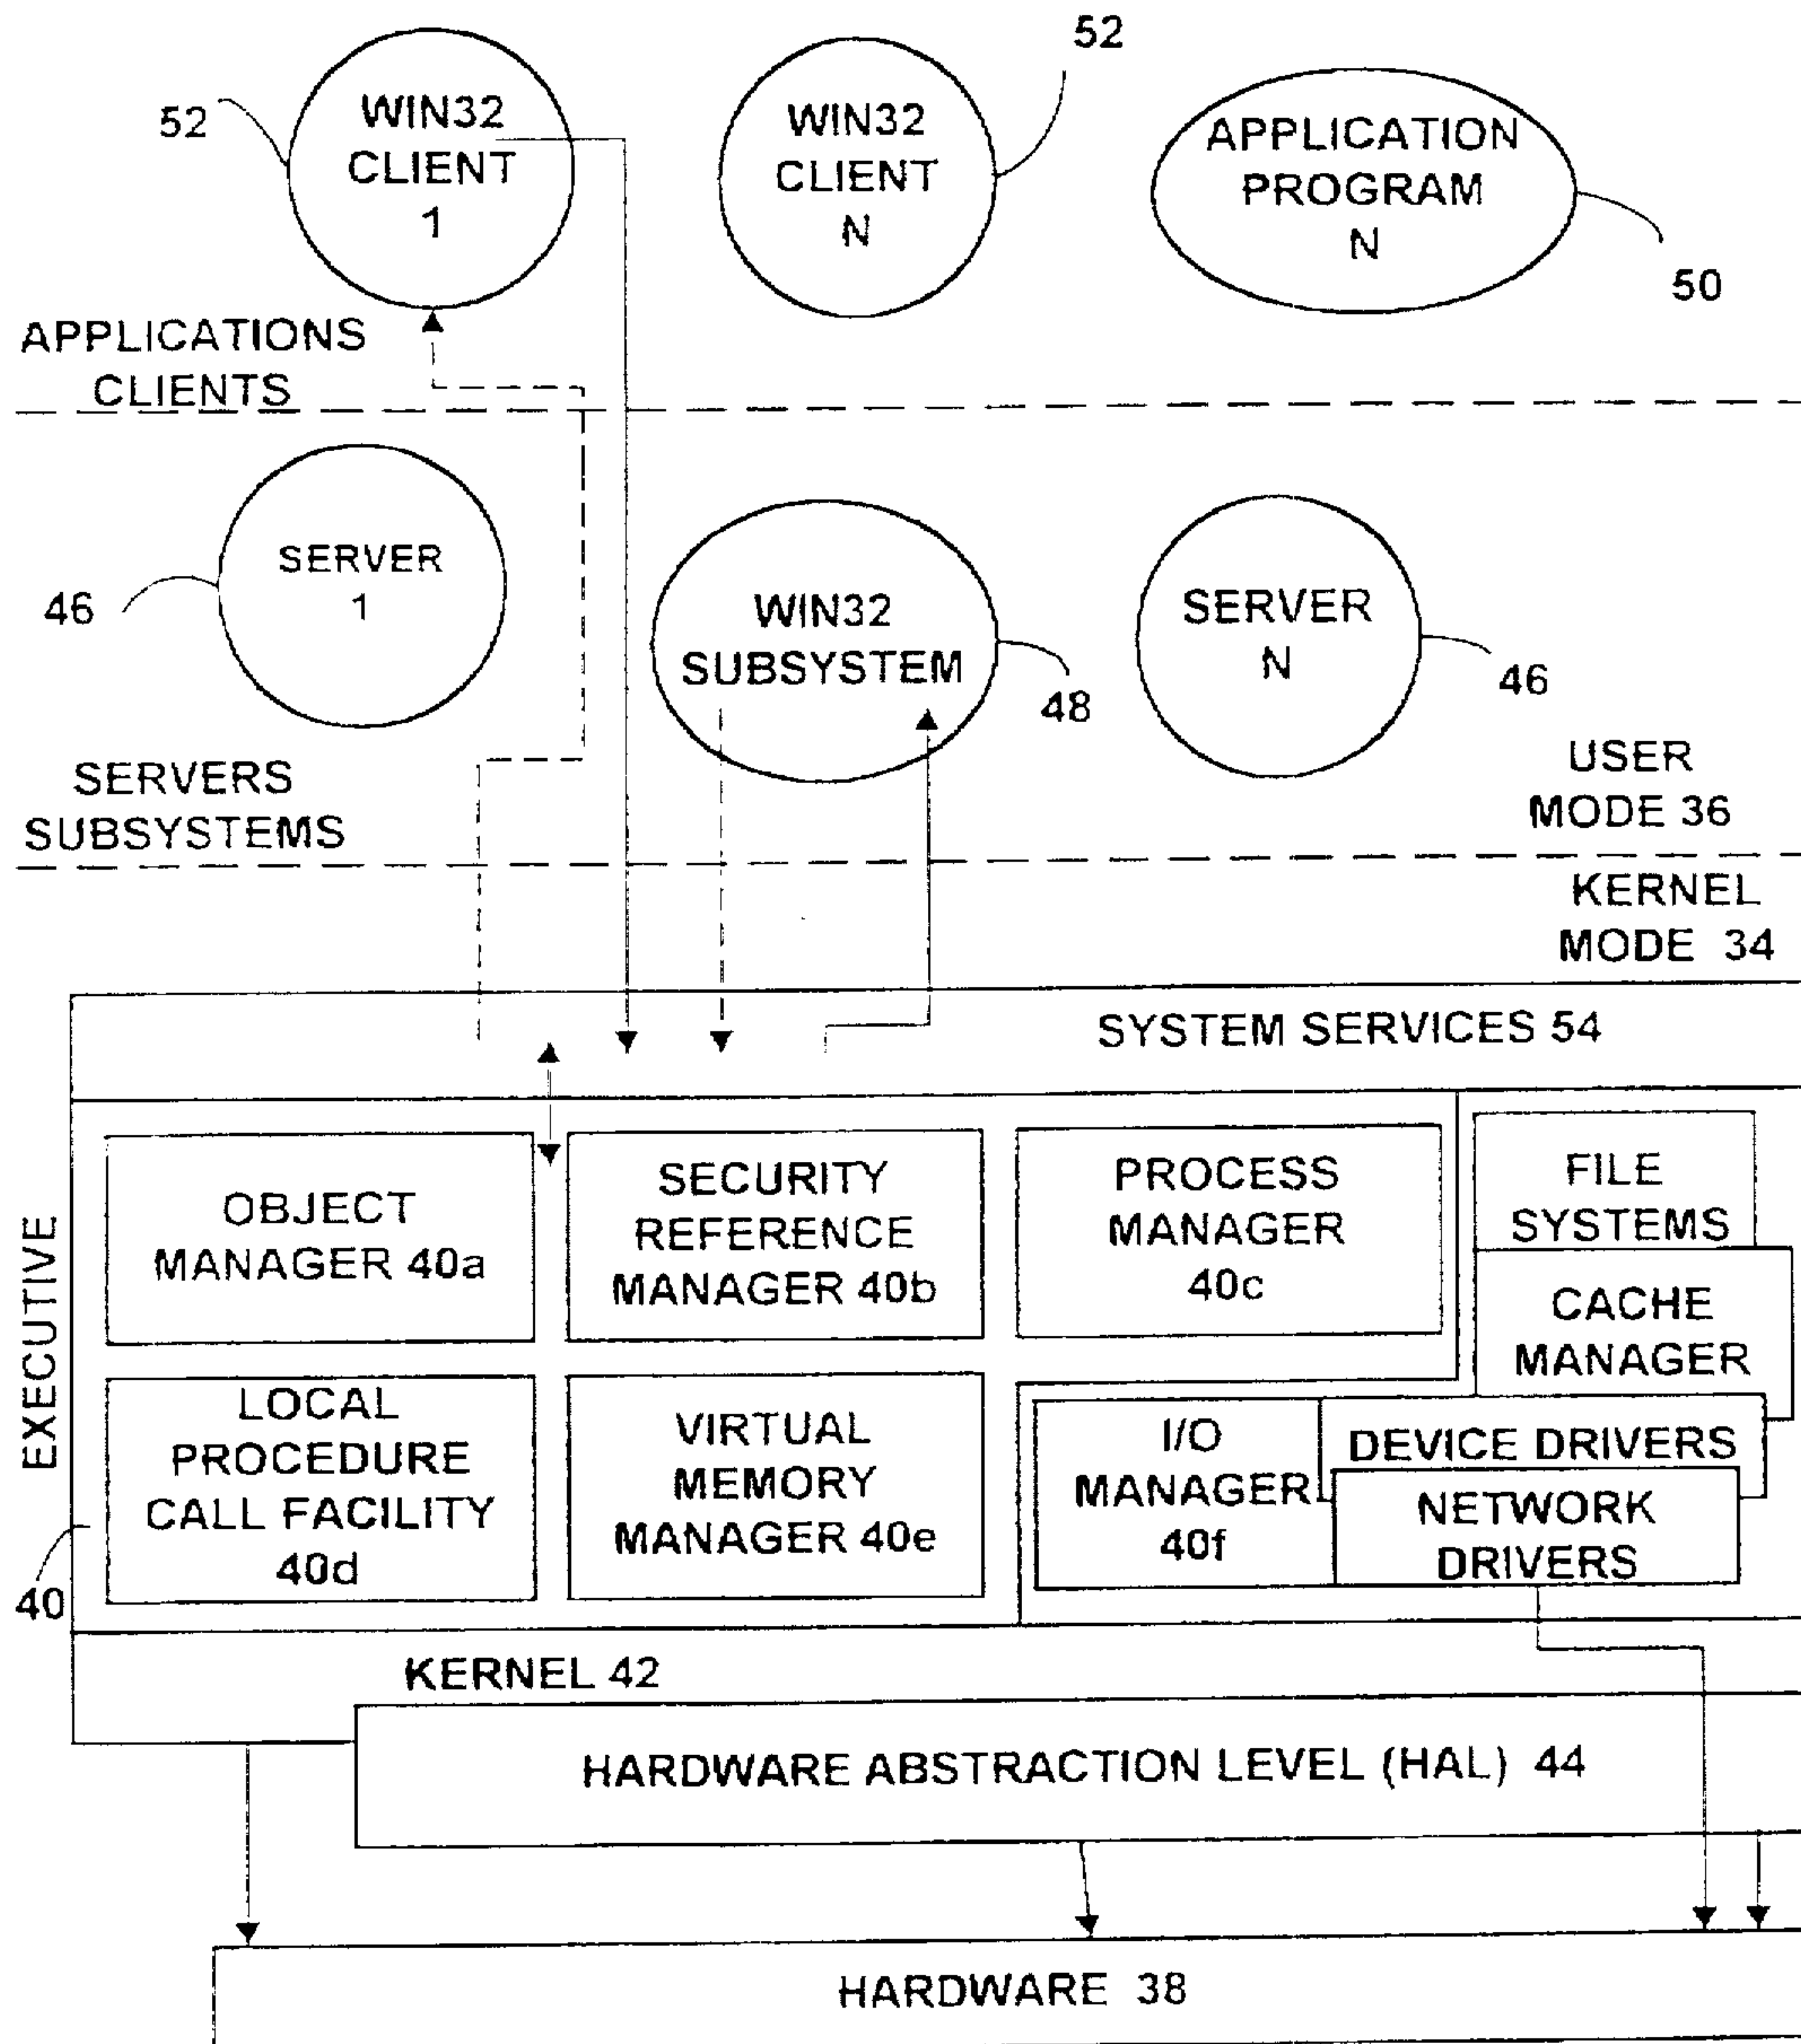 52
WIN32
CLIENT
1
52
WIN32
CLIENT
N
APPLICATION
PROGRAM
N
50
APPLICATIONS
CLIENTS
46
SERVER
1
WIN32
SUBSYSTEM
48
SERVER
N
46
SERVERS
SUBSYSTEMS
USER
MODE 36
KERNEL
MODE 34
SYSTEM SERVICES 54
EXECUTIVE
40
OBJECT
MANAGER 40a
SECURITY
REFERENCE
MANAGER 40b
PROCESS
MANAGER
40c
FILE
SYSTEMS
CACHE
MANAGER
LOCAL
PROCEDURE
CALL FACILITY
40d
VIRTUAL
MEMORY
MANAGER 40e
I/O
MANAGER
40f
DEVICE DRIVERS
NETWORK
DRIVERS
KERNEL 42
HARDWARE ABSTRACTION LEVEL (HAL) 44
HARDWARE 38